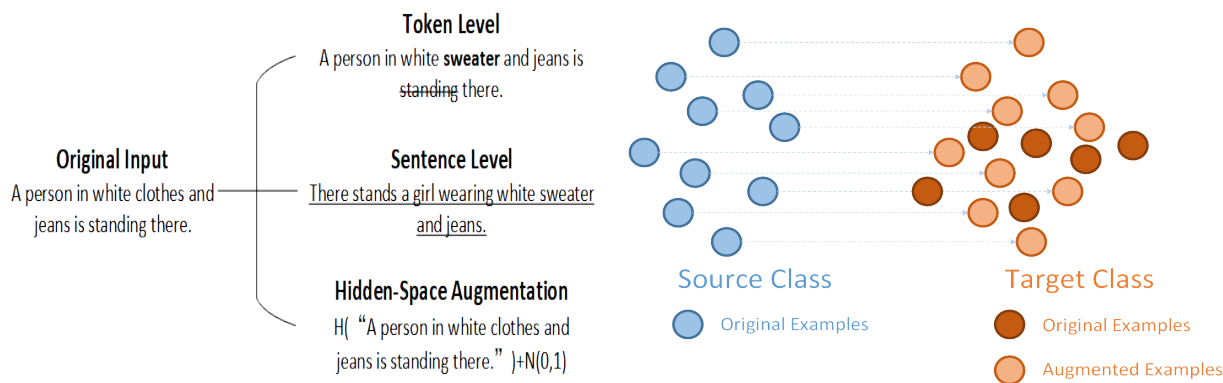 Token Level
A person in white sweater and jeans is
standing there.
Original Input
A person in white clothes and
jeans is standing there.
Sentence Level
There stands a girl wearing white sweater
and jeans.
Hidden-Space Augmentation
H(“A person in white clothes and
jeans is standing there.”)+N(0,1)
Source Class
Original Examples
Target Class
Original Examples
Augmented Examples